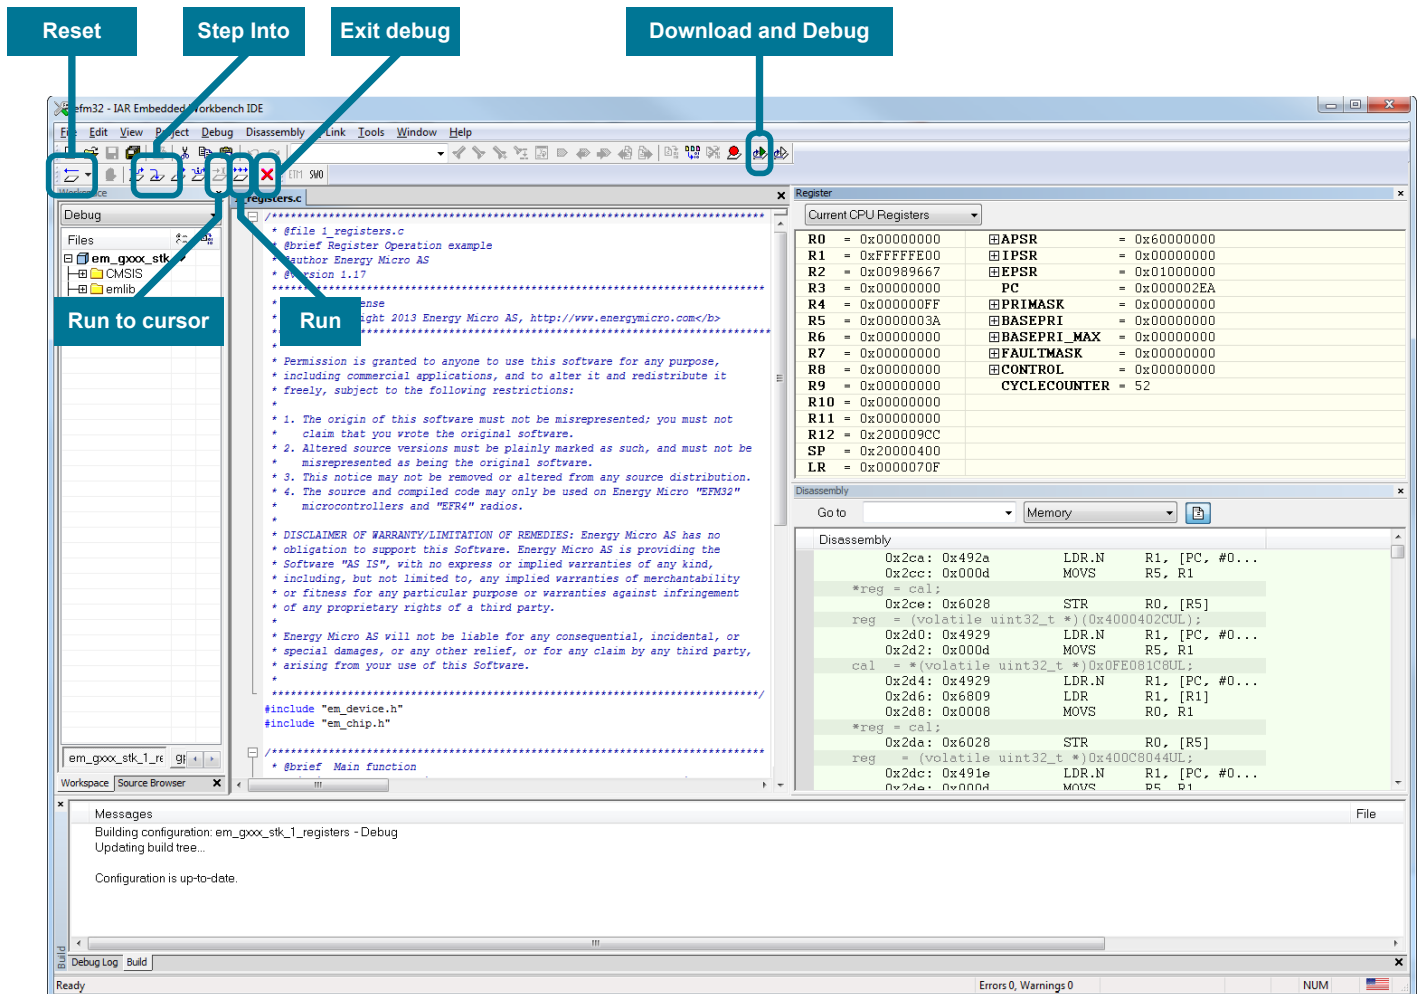 Reset
Step Into
Exit debug
Download and Debug
efm32 - IAR Embedded Workbench IDE
Edit View Project Debug Disassembly Link Tools Window Help
ETM SWO
Workspace
Debug
Files
em_gxxx_stk
CMSIS
emlib
Run to cursor
Run
registers.c
/******************************************************************************
* @file 1_registers.c
* @brief Register Operation example
* @author Energy Micro AS
* @version 1.17
******************************************************************************
2013 Energy Micro AS, http://www.energymicro.com</b>
*
* Permission is granted to anyone to use this software for any purpose,
* including commercial applications, and to alter it and redistribute it
* freely, subject to the following restrictions:
*
* 1. The origin of this software must not be misrepresented; you must not
* claim that you wrote the original software.
* 2. Altered source versions must be plainly marked as such, and must not be
* misrepresented as being the original software.
* 3. This notice may not be removed or altered from any source distribution.
* 4. The source and compiled code may only be used on Energy Micro "EFM32"
* microcontrollers and "EFR4" radios.
*
* DISCLAIMER OF WARRANTY/LIMITATION OF REMEDIES: Energy Micro AS has no
* obligation to support this Software. Energy Micro AS is providing the
* Software "AS IS", with no express or implied warranties of any kind,
* including, but not limited to, any implied warranties of merchantability
* or fitness for any particular purpose or warranties against infringement
* of any proprietary rights of a third party.
*
* Energy Micro AS will not be liable for any consequential, incidental, or
* special damages, or any other relief, or for any claim by any third party,
* arising from your use of this Software.
*
*****************************************************************************/
#include "em_device.h"
#include "em_chip.h"
/******************************************************************************
* @brief Main function
em_gxxx_stk_1_re
Workspace Source Browser
Register
Current CPU Registers
R0 = 0x00000000 APSR = 0x60000000
R1 = 0xFFFFFE00 IPSR = 0x00000000
R2 = 0x00989667 EPSR = 0x01000000
R3 = 0x00000000 PC = 0x000002EA
R4 = 0x000000FF PRIMASK = 0x00000000
R5 = 0x0000003A BASEPRI = 0x00000000
R6 = 0x00000000 BASEPRI_MAX = 0x00000000
R7 = 0x00000000 FAULTMASK = 0x00000000
R8 = 0x00000000 CONTROL = 0x00000000
R9 = 0x00000000 CYCLECOUNTER = 52
R10 = 0x00000000
R11 = 0x00000000
R12 = 0x200009CC
SP = 0x20000400
LR = 0x0000070F
Disassembly
Go to Memory
Disassembly
0x2ca: 0x492a LDR.N R1, [PC, #0...
0x2cc: 0x000d MOVS R5, R1
*reg = cal;
0x2ce: 0x6028 STR R0, [R5]
reg = (volatile uint32_t *)(0x4000402CUL);
0x2d0: 0x4929 LDR.N R1, [PC, #0...
0x2d2: 0x000d MOVS R5, R1
cal = *(volatile uint32_t *)0x0FE081C8UL;
0x2d4: 0x4929 LDR.N R1, [PC, #0...
0x2d6: 0x6809 LDR R1, [R1]
0x2d8: 0x0008 MOVS R0, R1
*reg = cal;
0x2da: 0x6028 STR R0, [R5]
reg = (volatile uint32_t *)0x400C8044UL;
0x2dc: 0x491e LDR.N R1, [PC, #0...
0x2de: 0x000d MOVS R5, R1
Messages File
Building configuration: em_gxxx_stk_1_registers - Debug
Updating build tree...
Configuration is up-to-date.
Build
Debug Log Build
Ready Errors 0, Warnings 0 NUM